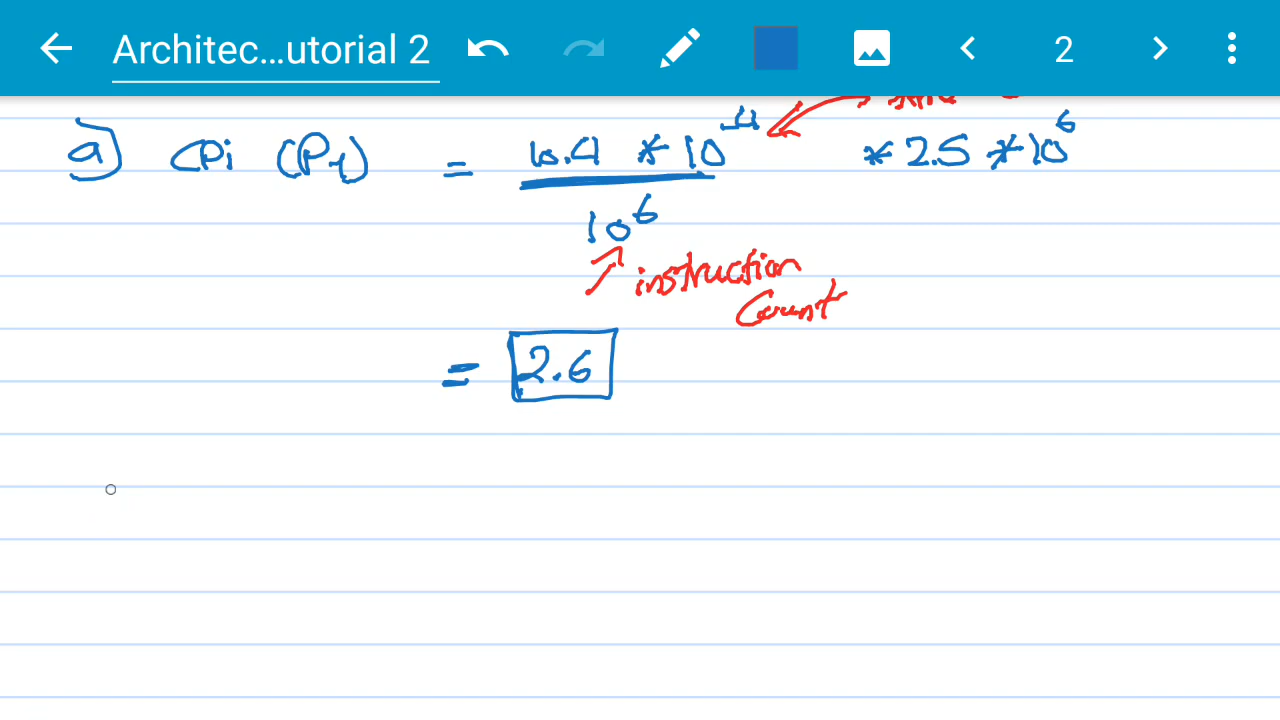 Architec...utorial 2
2
a) CPi (P1) = 10.4 * 10^-4 * 2.5 * 10^6
10^6
instruction
Count
= 2.6